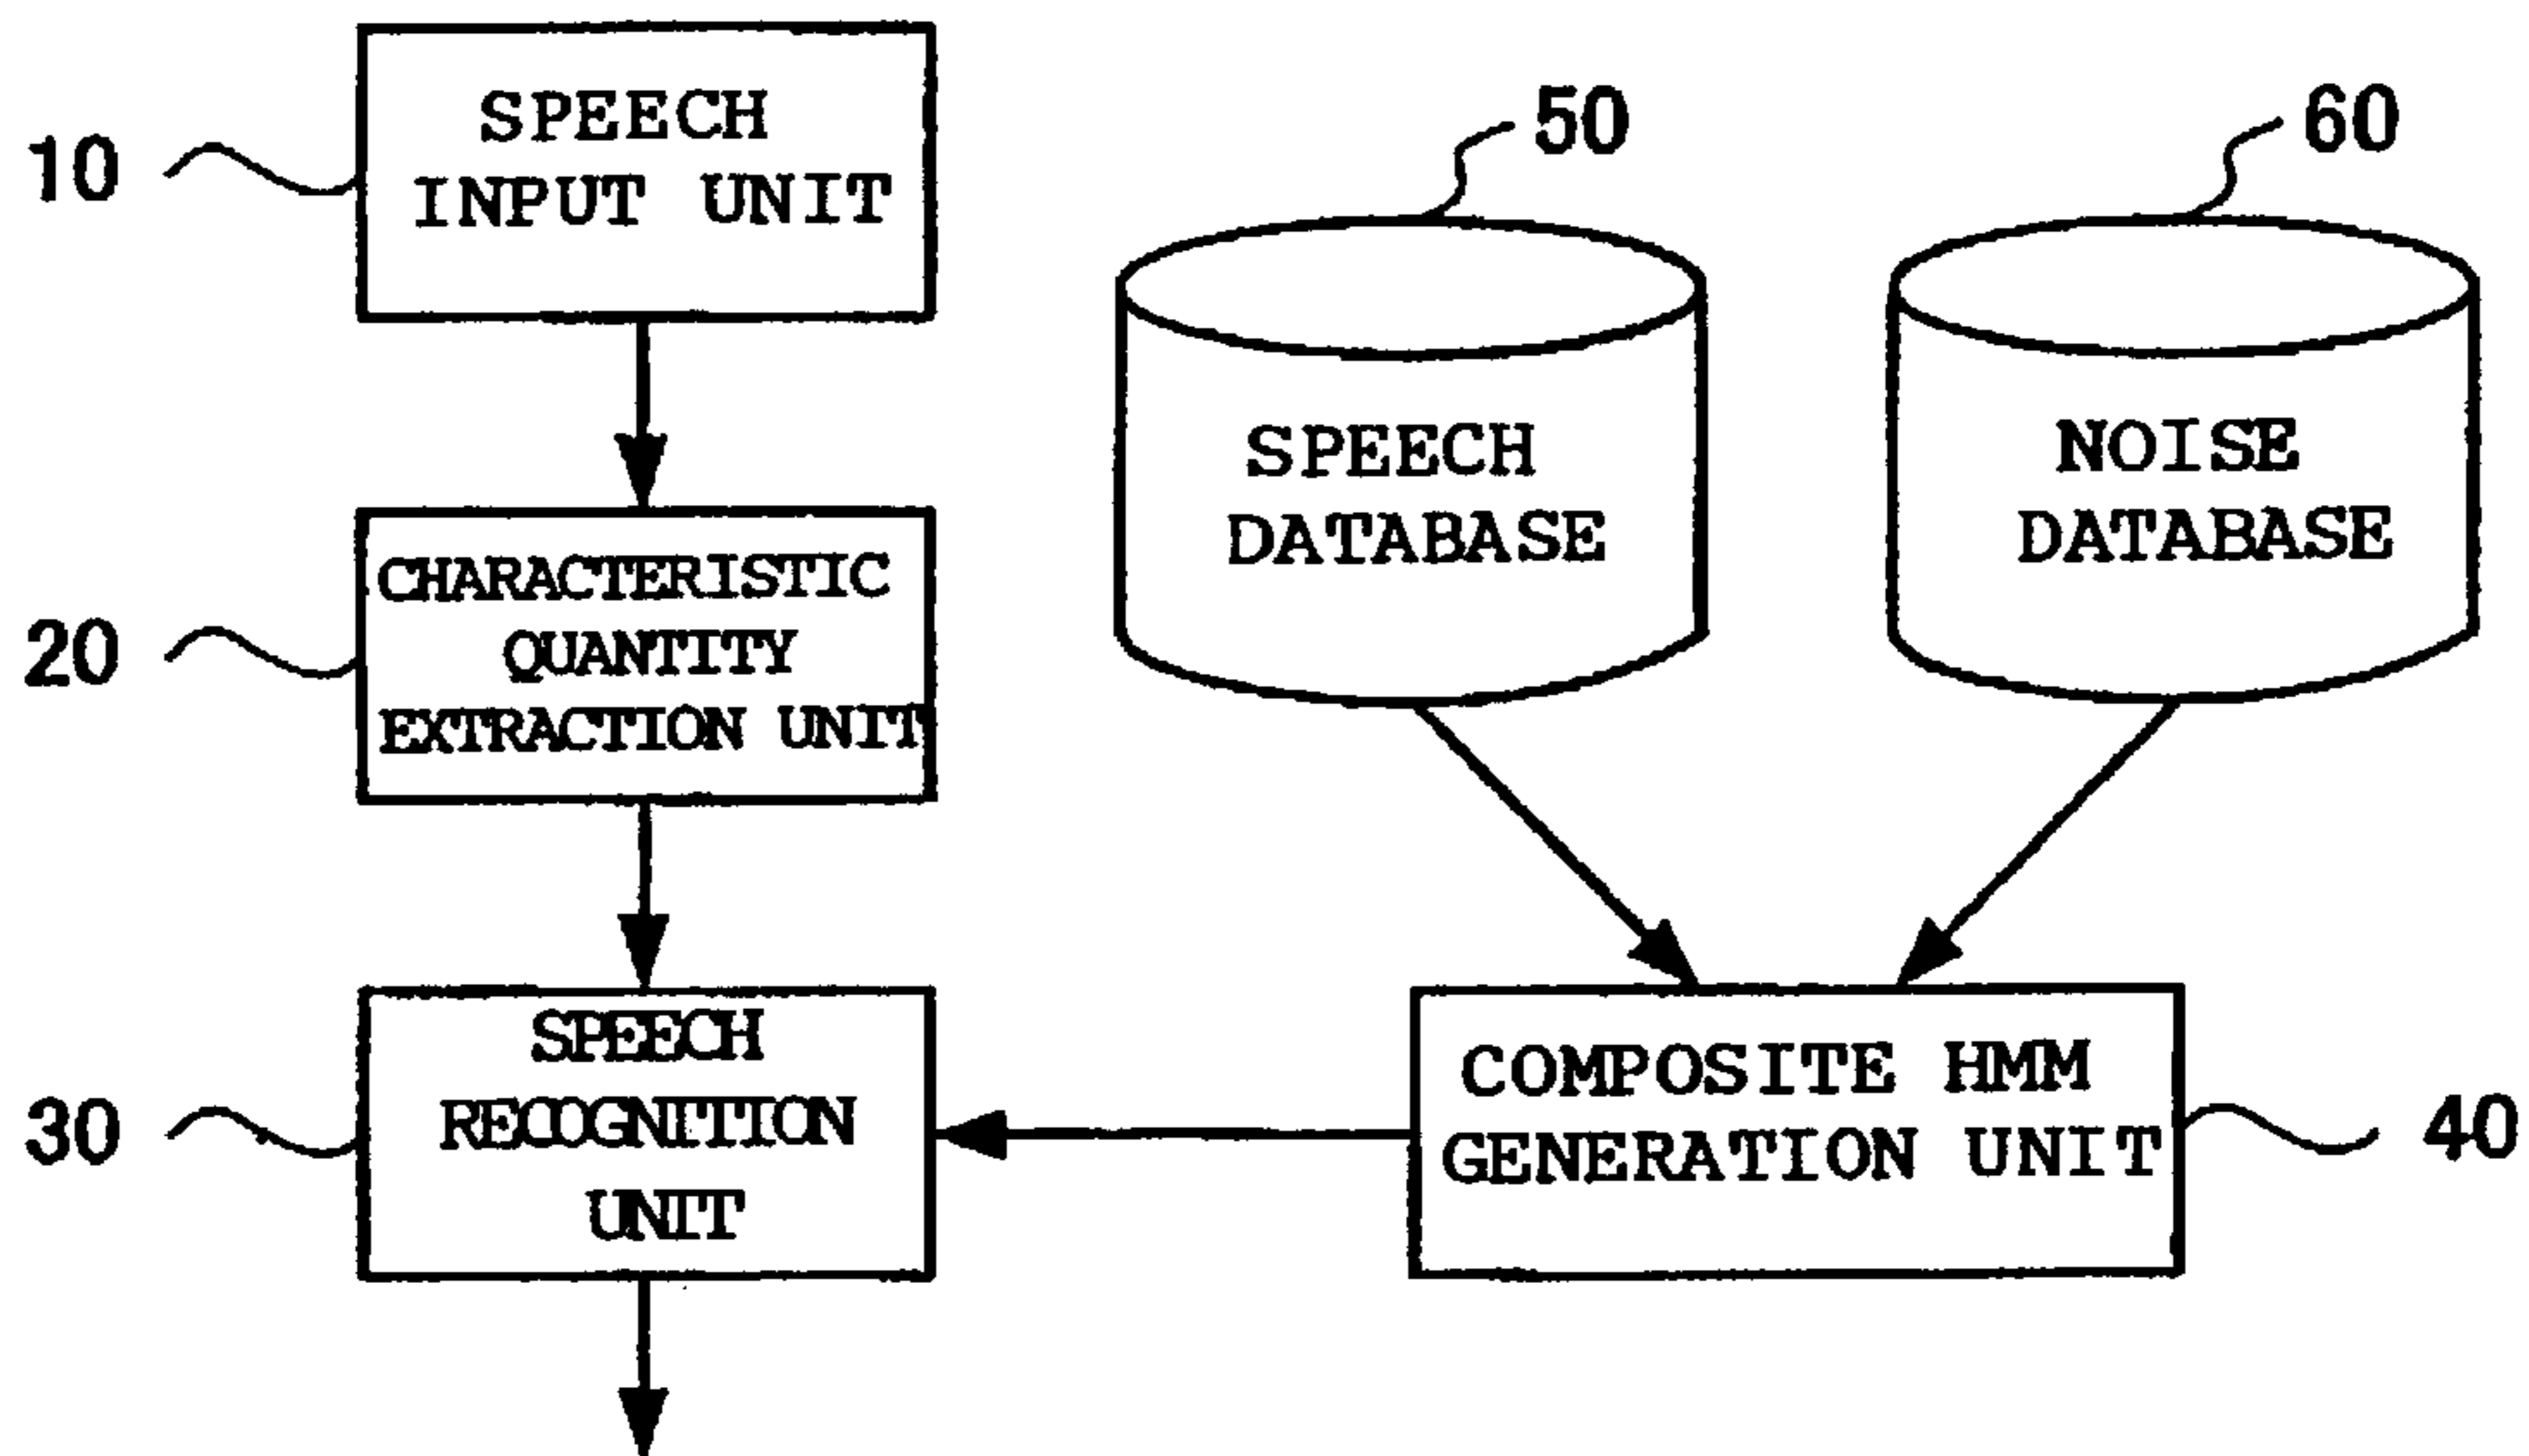 10
SPEECH
INPUT UNIT
50
60
SPEECH
DATABASE
NOISE
DATABASE
20
CHARACTERISTIC
QUANTITY
EXTRACTION UNIT
30
SPEECH
RECOGNITION
UNIT
COMPOSITE HMM
GENERATION UNIT
40